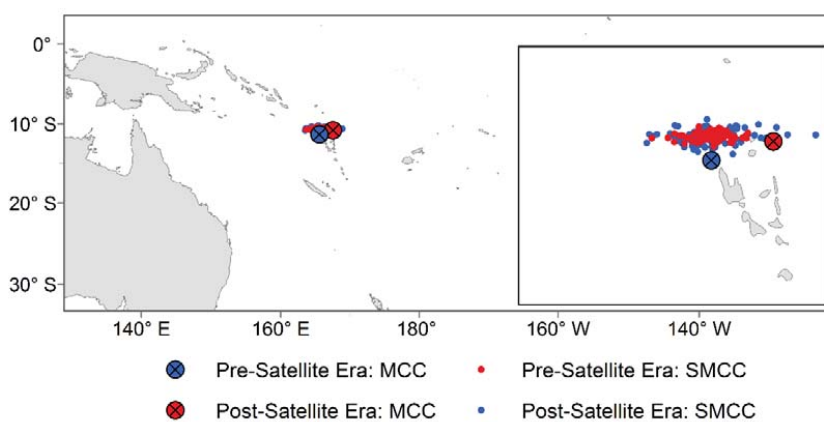 0°
10° S
20° S
30° S
140° E
160° E
180°
160° W
140° W
Pre-Satellite Era: MCC
Pre-Satellite Era: SMCC
Post-Satellite Era: MCC
Post-Satellite Era: SMCC